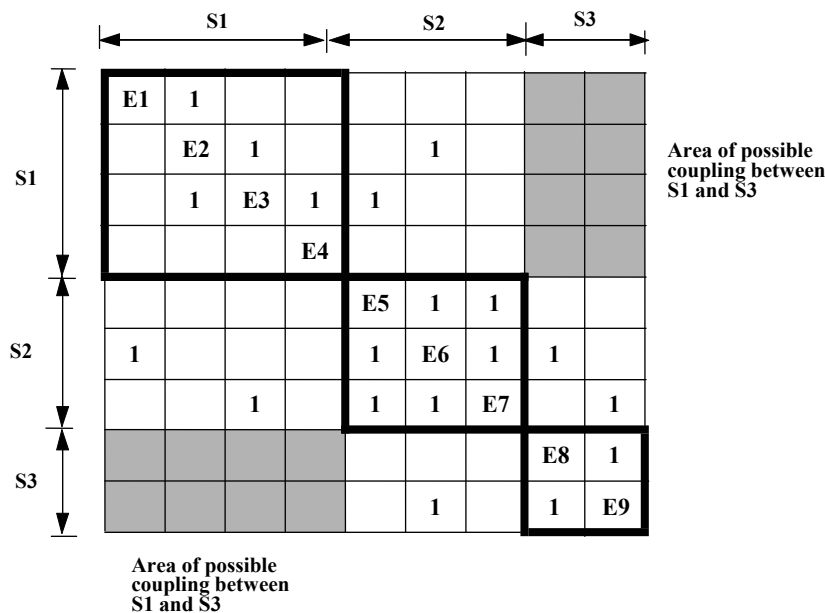 S1 S2 S3
E1 1
E2 1 1
S1
Area of possible
coupling between
S1 and S3
1 E3 1 1
E4
E5 1 1
S2
1 1 E6 1 1
1 1 1 E7 1
S3
E8 1
1 1 E9
Area of possible
coupling between
S1 and S3